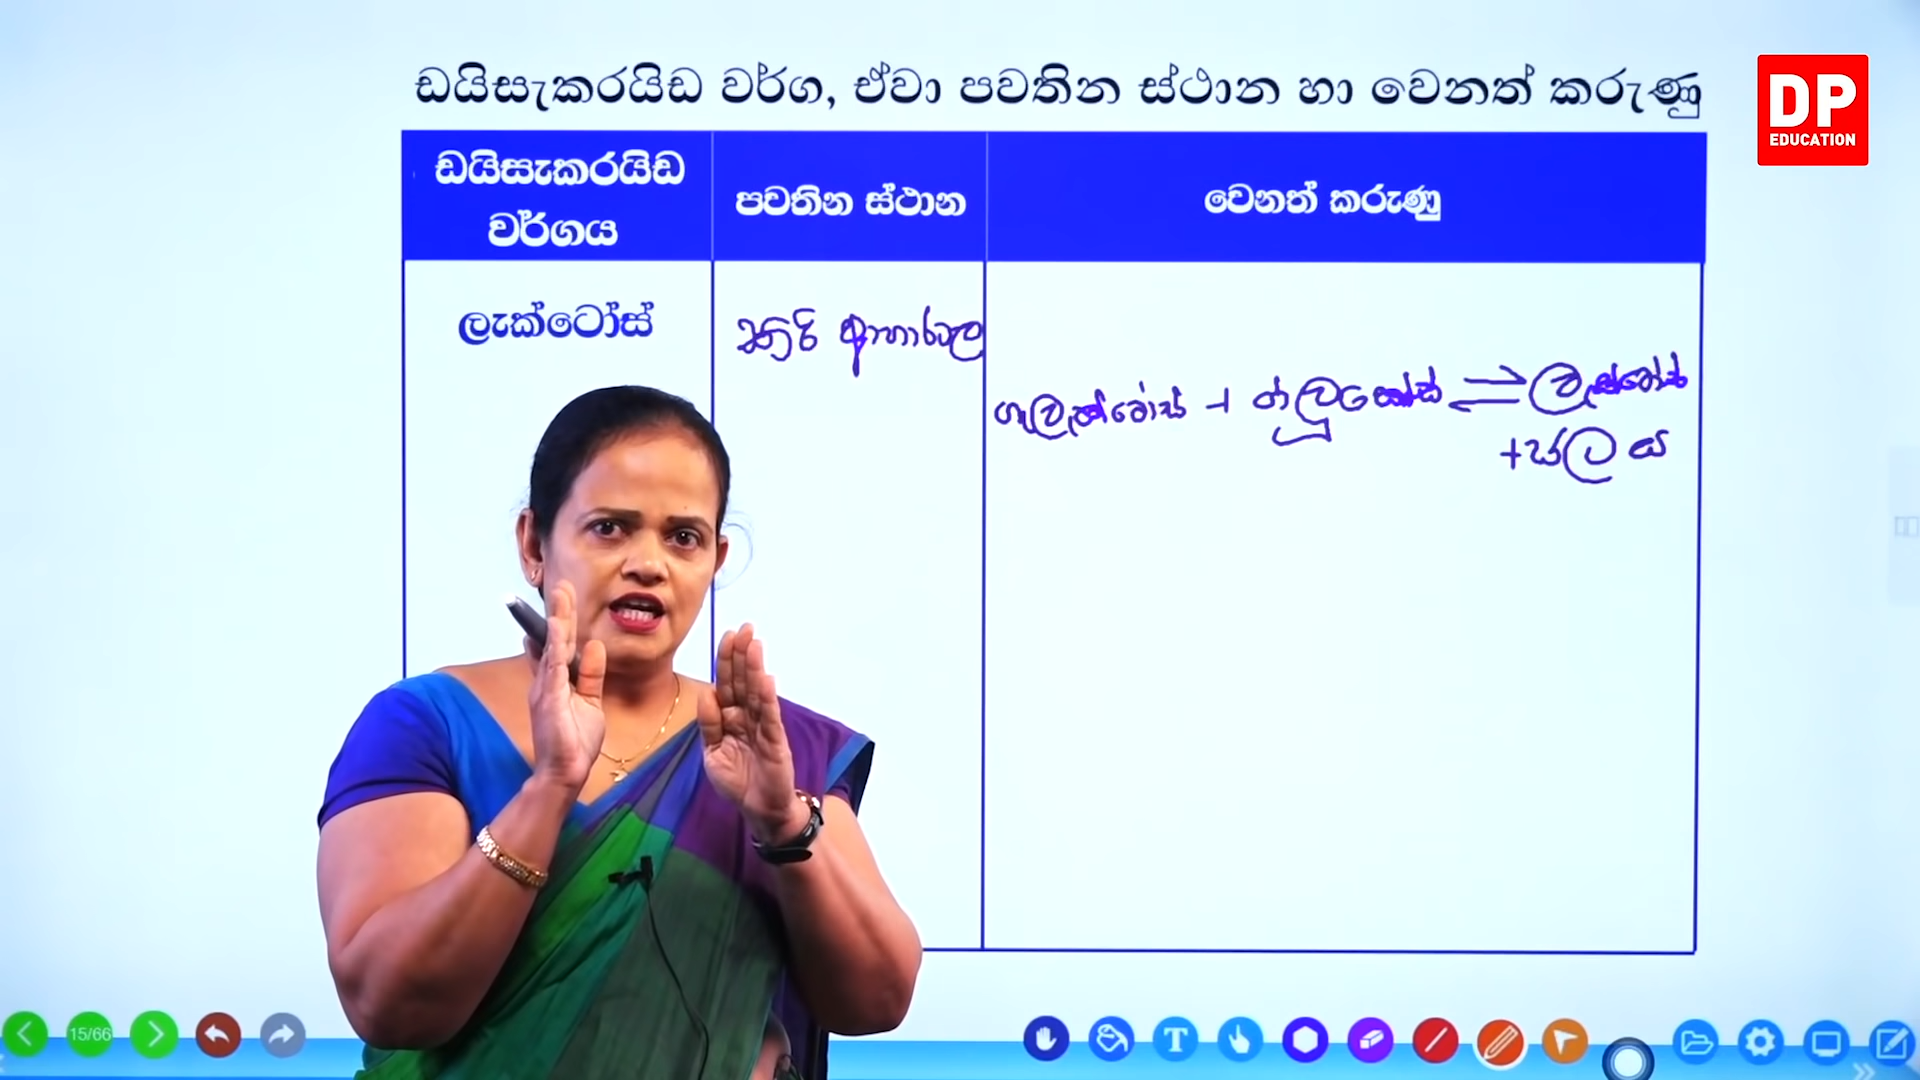 ඩයිසැකරයිඩ වර්ග, ඒවා පවතින ස්ථාන හා වෙනත් කරුණු
DP
EDUCATION
ඩයිසැකරයිඩ
වර්ගය
පවතින ස්ථාන
වෙනත් කරුණු
ලැක්ටෝස්
කිරි ආහාරවල
ගැලැක්ටෝස් + ග්ලූකෝස් ⇌ ලැක්ටෝස්
+ ජලය
15/66
T